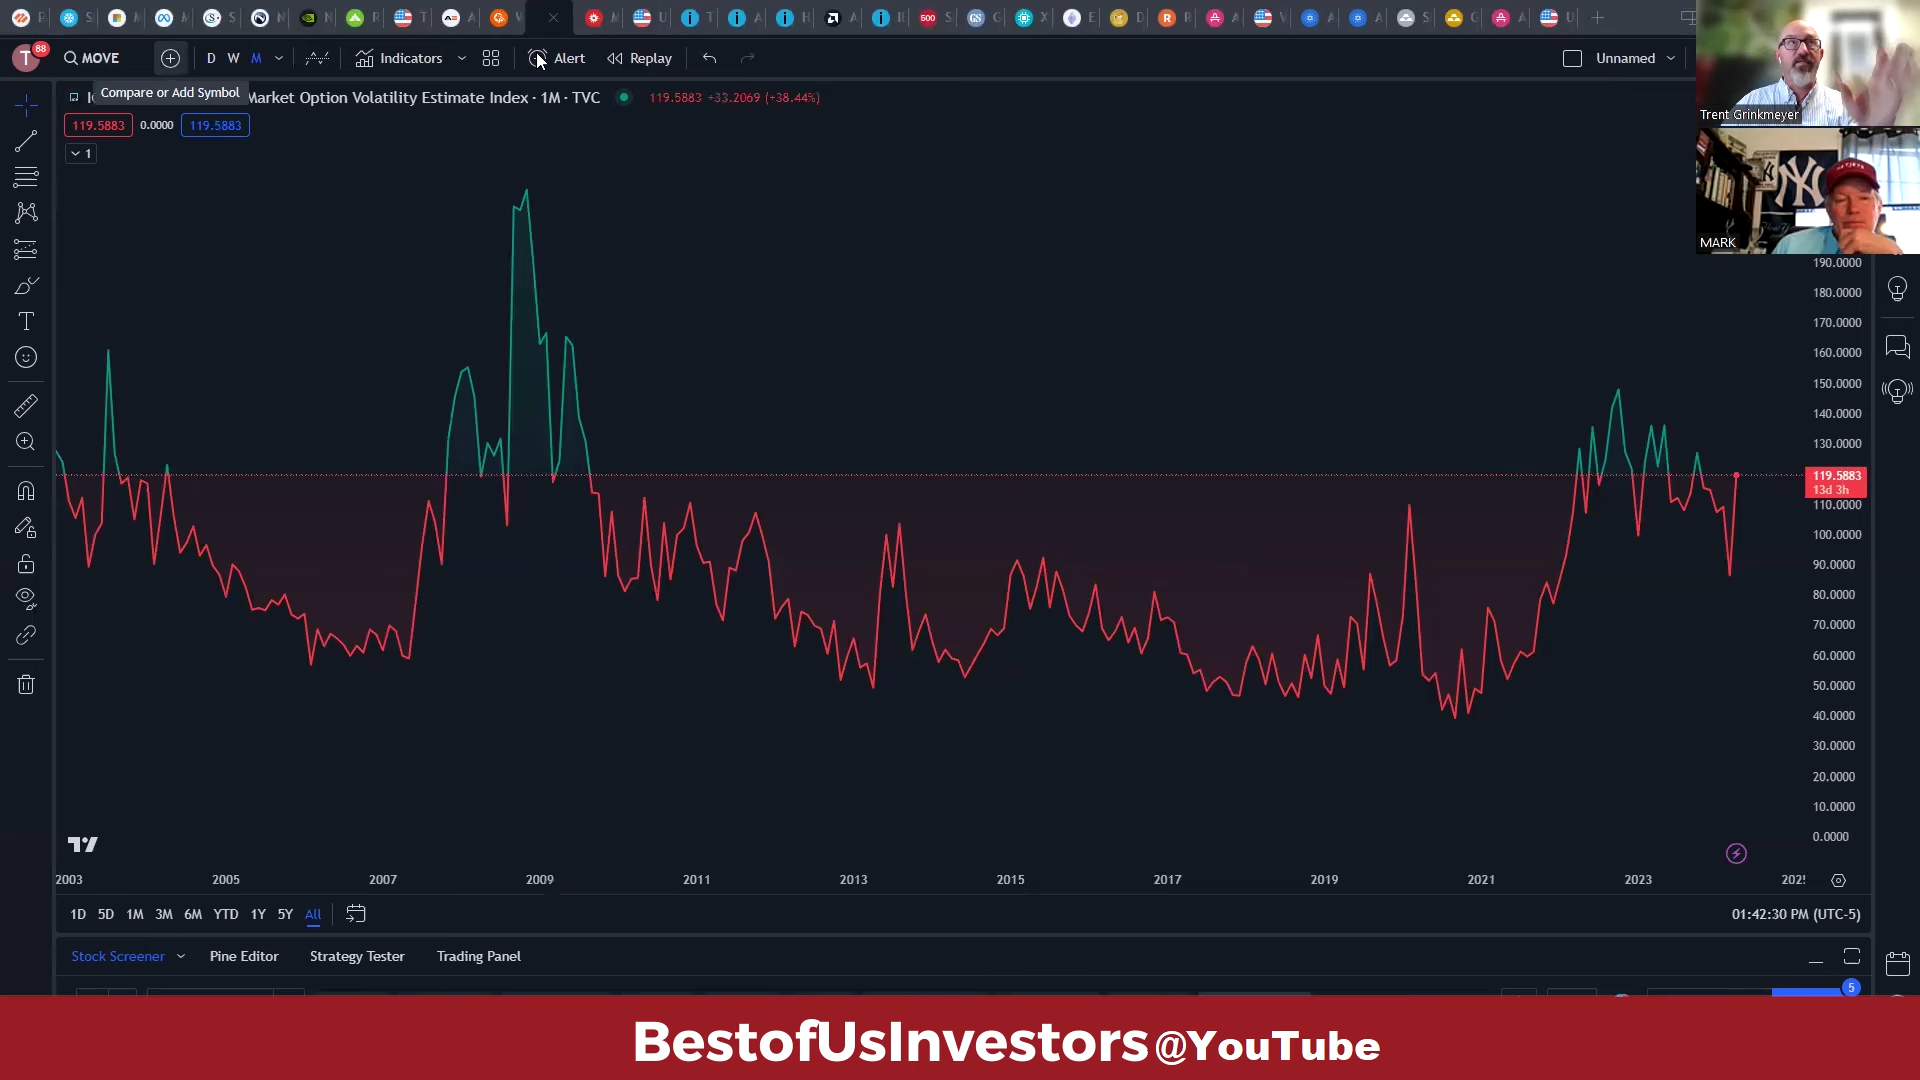 T 88 MOVE D W M Indicators Alert Replay Unnamed
Compare or Add Symbol
Market Option Volatility Estimate Index · 1M · TVC 119.5883 +33.2069 (+38.44%)
119.5883 0.0000 119.5883
1
Trent Grinkmeyer
MARK
190.0000
180.0000
170.0000
160.0000
150.0000
140.0000
130.0000
119.5883
13d 3h
110.0000
100.0000
90.0000
80.0000
70.0000
60.0000
50.0000
40.0000
30.0000
20.0000
10.0000
0.0000
2003 2005 2007 2009 2011 2013 2015 2017 2019 2021 2023
1D 5D 1M 3M 6M YTD 1Y 5Y All 01:42:30 PM (UTC-5)
Stock Screener Pine Editor Strategy Tester Trading Panel
5
BestofUsInvestors @YouTube